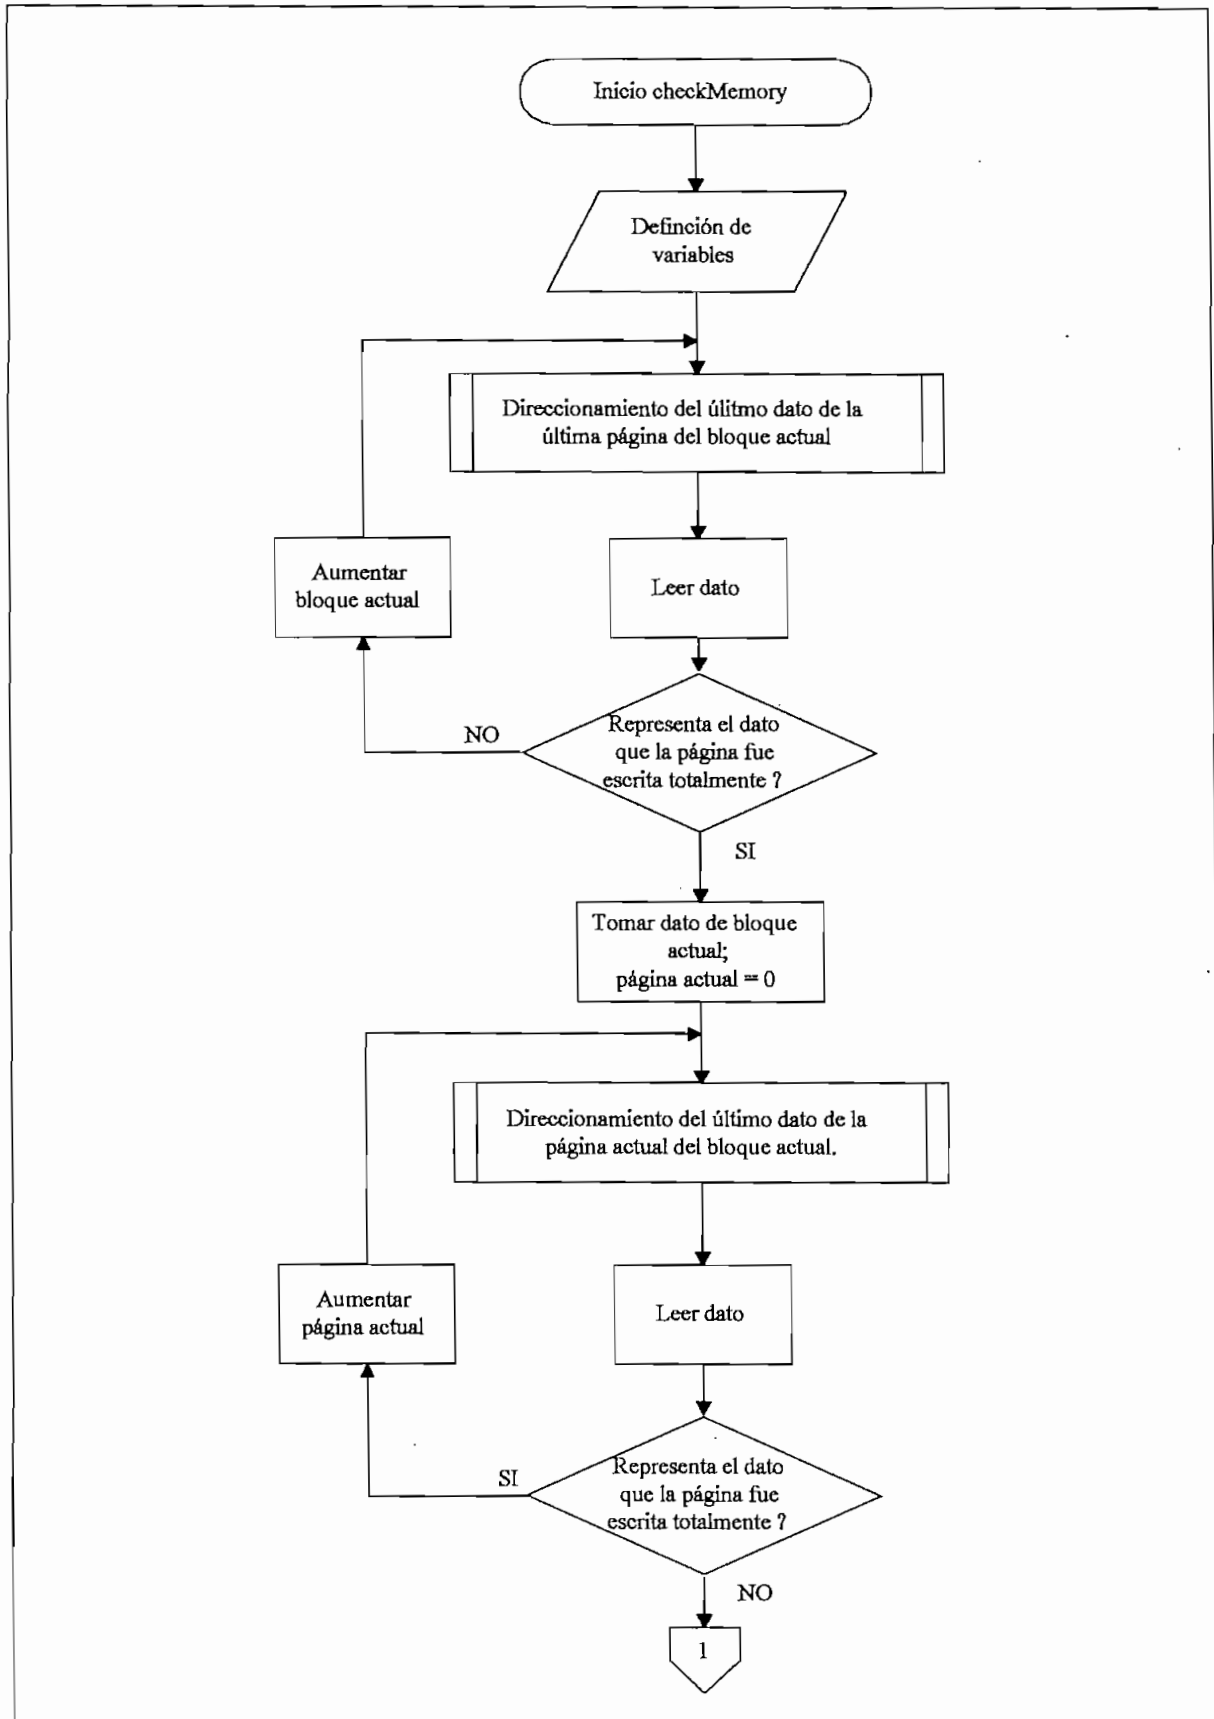 Inicio checkMemory
Definción de
variables
Direccionamiento del úlitmo dato de la
última página del bloque actual
Aumentar
bloque actual
Leer dato
Representa el dato
que la página fue
escrita totalmente ?
NO
SI
Tomar dato de bloque
actual;
página actual = 0
Direccionamiento del último dato de la
página actual del bloque actual.
Aumentar
página actual
Leer dato
Representa el dato
que la página fue
escrita totalmente ?
SI
NO
1